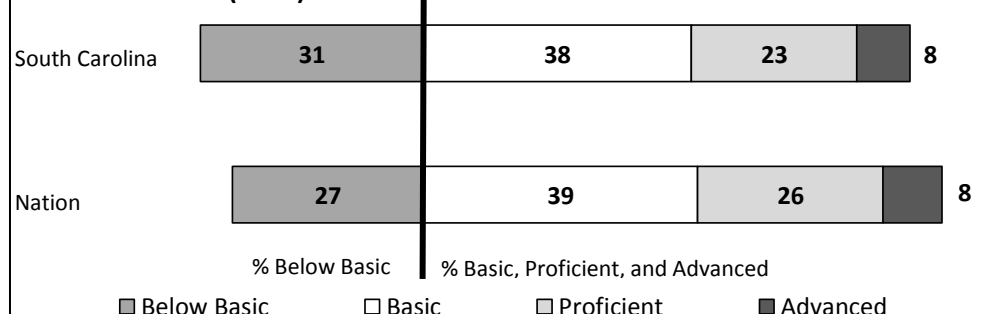 South Carolina 31 38 23 8
Nation 27 39 26 8
% Below Basic % Basic, Proficient, and Advanced
Below Basic Basic Proficient Advanced